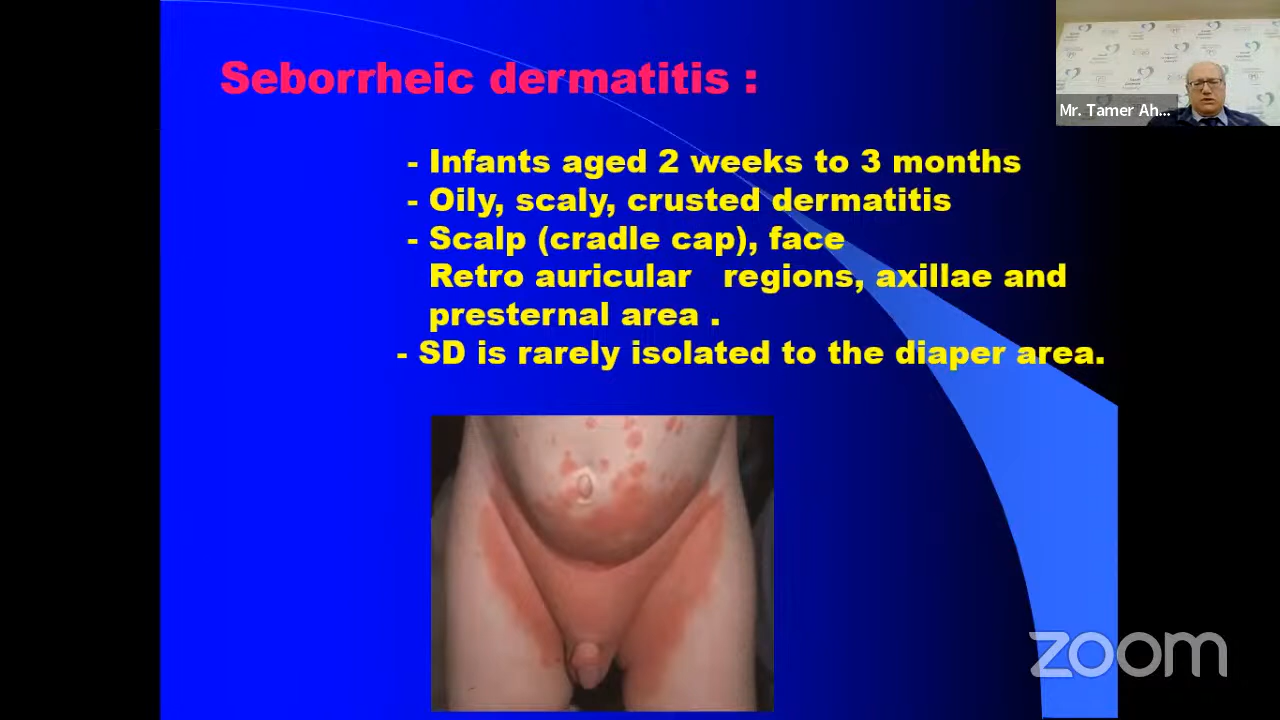 Seborrheic dermatitis :
Mr. Tamer Ah...
- Infants aged 2 weeks to 3 months
- Oily, scaly, crusted dermatitis
- Scalp (cradle cap), face
Retro auricular regions, axillae and
presternal area .
- SD is rarely isolated to the diaper area.
zoom